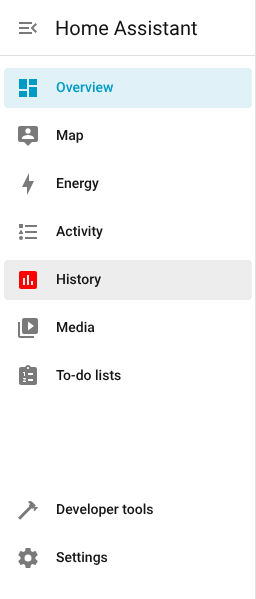 Home Assistant
Overview
Map
Energy
Activity
History
Media
To-do lists
Developer tools
Settings